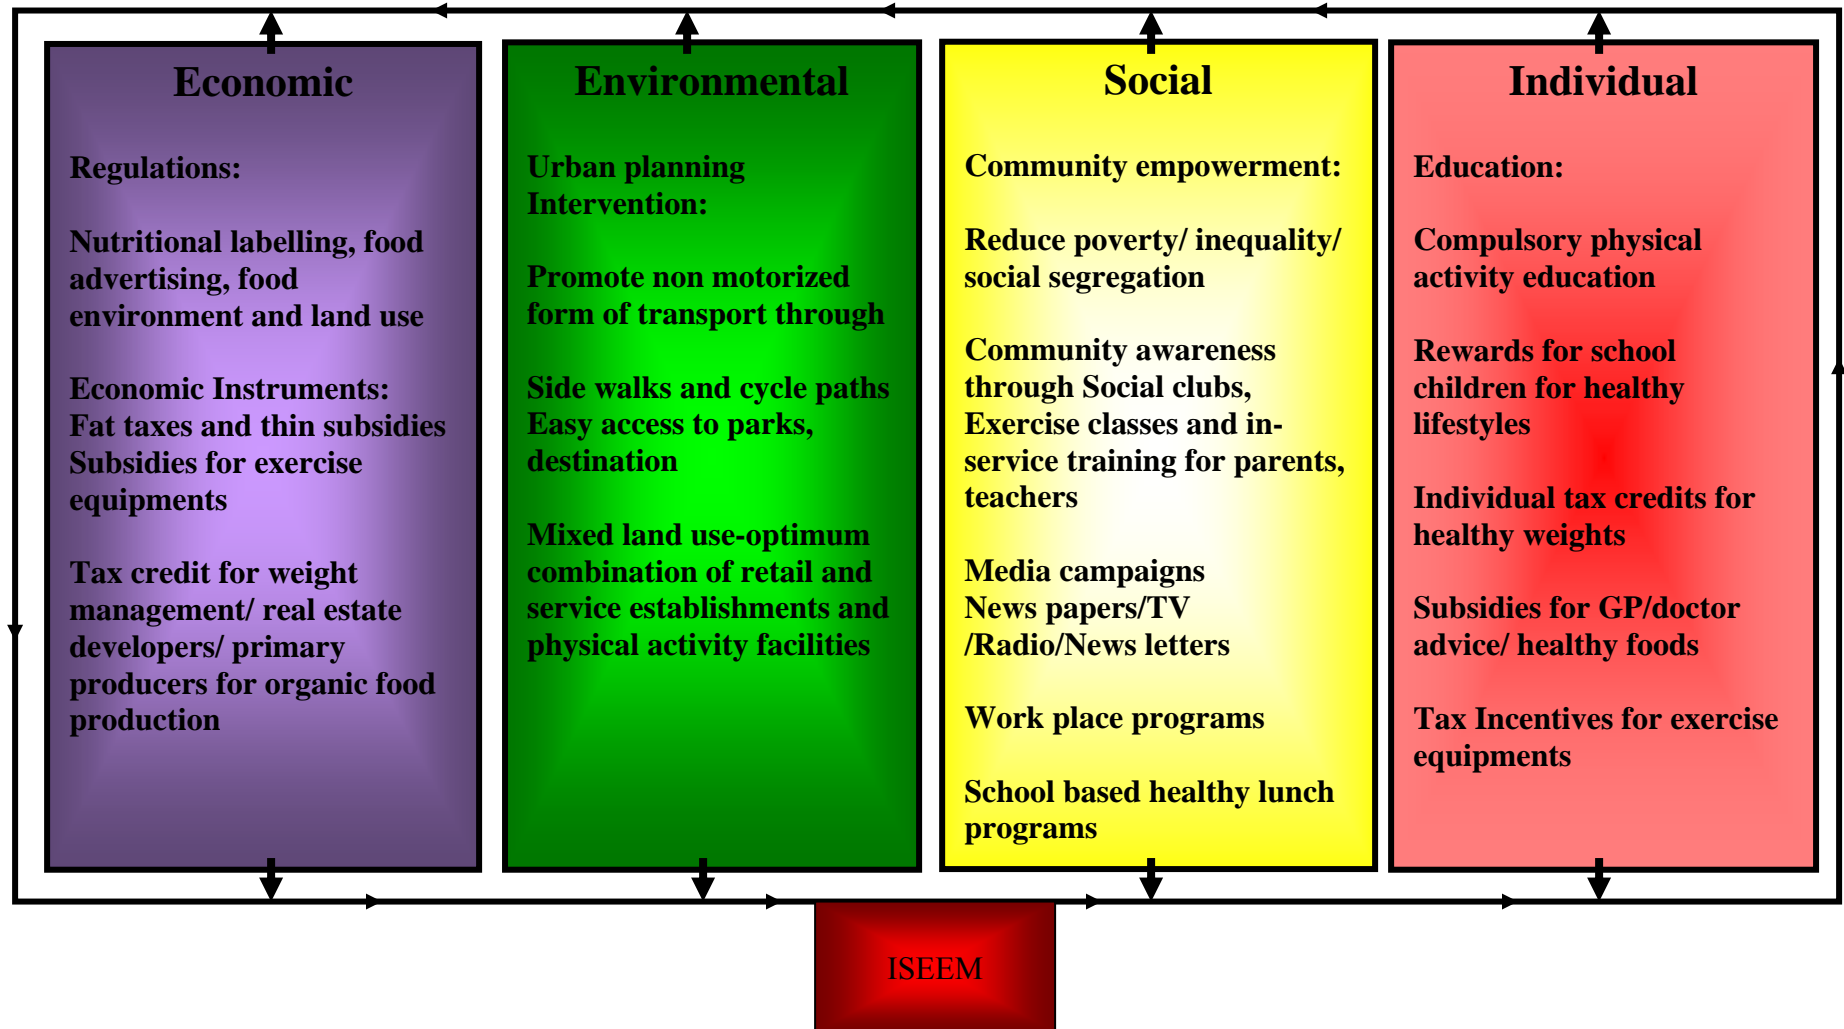 Economic
Regulations:
Nutritional labelling, food
advertising, food
environment and land use
Economic Instruments:
Fat taxes and thin subsidies
Subsidies for exercise
equipments
Tax credit for weight
management/ real estate
developers/ primary
producers for organic food
production
Environmental
Urban planning
Intervention:
Promote non motorized
form of transport through
Side walks and cycle paths
Easy access to parks,
destination
Mixed land use-optimum
combination of retail and
service establishments and
physical activity facilities
Social
Community empowerment:
Reduce poverty/ inequality/
social segregation
Community awareness
through Social clubs,
Exercise classes and in-
service training for parents,
teachers
Media campaigns
News papers/TV
/Radio/News letters
Work place programs
School based healthy lunch
programs
Individual
Education:
Compulsory physical
activity education
Rewards for school
children for healthy
lifestyles
Individual tax credits for
healthy weights
Subsidies for GP/doctor
advice/ healthy foods
Tax Incentives for exercise
equipments
ISEEM